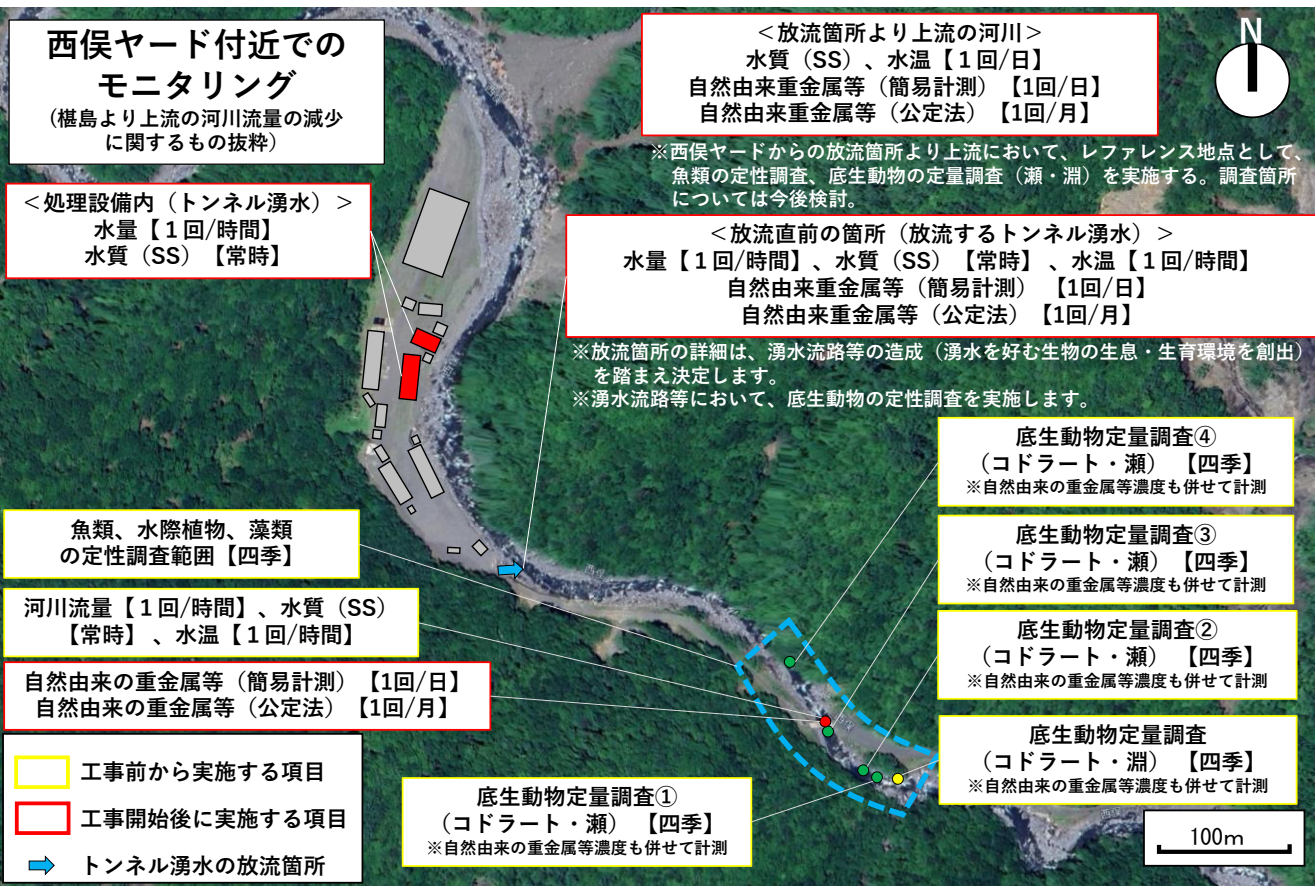 西俣ヤード付近での
モニタリング
(椹島より上流の河川流量の減少
に関するもの抜粋)
＜放流箇所より上流の河川＞
水質（SS）、水温【１回/日】
自然由来重金属等（簡易計測）【1回/日】
自然由来重金属等（公定法）【1回/月】
N
※西俣ヤードからの放流箇所より上流において、レファレンス地点として、
魚類の定性調査、底生動物の定量調査（瀬・淵）を実施する。調査箇所
については今後検討。
＜処理設備内（トンネル湧水）＞
水量【１回/時間】
水質（SS）【常時】
＜放流直前の箇所（放流するトンネル湧水）＞
水量【１回/時間】、水質（SS）【常時】、水温【１回/時間】
自然由来重金属等（簡易計測）【1回/日】
自然由来重金属等（公定法）【1回/月】
※放流箇所の詳細は、湧水流路等の造成（湧水を好む生物の生息・生育環境を創出）
を踏まえ決定します。
※湧水流路等において、底生動物の定性調査を実施します。
底生動物定量調査④
（コドラート・瀬）【四季】
※自然由来の重金属等濃度も併せて計測
底生動物定量調査③
（コドラート・瀬）【四季】
※自然由来の重金属等濃度も併せて計測
底生動物定量調査②
（コドラート・瀬）【四季】
※自然由来の重金属等濃度も併せて計測
底生動物定量調査
（コドラート・淵）【四季】
※自然由来の重金属等濃度も併せて計測
魚類、水際植物、藻類
の定性調査範囲【四季】
河川流量【１回/時間】、水質（SS）
【常時】、水温【１回/時間】
自然由来の重金属等（簡易計測）【1回/日】
自然由来の重金属等（公定法）【1回/月】
工事前から実施する項目
工事開始後に実施する項目
トンネル湧水の放流箇所
底生動物定量調査①
（コドラート・瀬）【四季】
※自然由来の重金属等濃度も併せて計測
100m